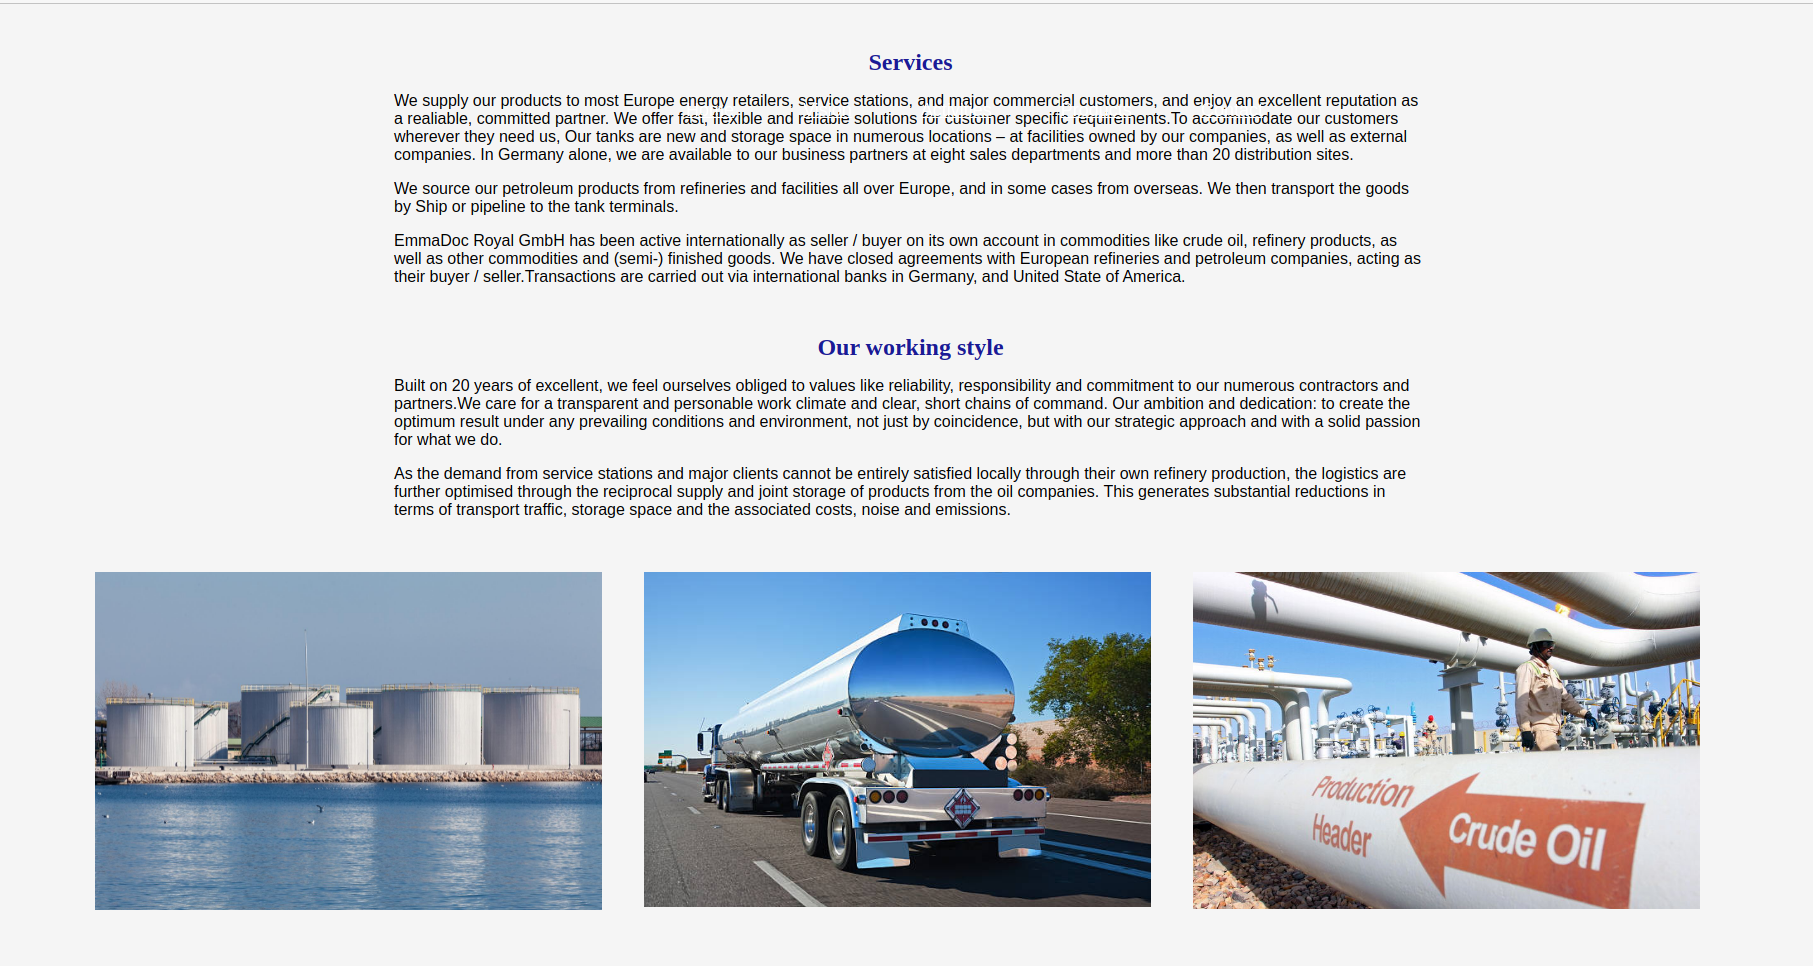 Services
We supply our products to most Europe energy retailers, service stations, and major commercial customers, and enjoy an excellent reputation as
a realiable, committed partner. We offer fast, flexible and reliable solutions for customer specific requirements.To accommodate our customers
wherever they need us, Our tanks are new and storage space in numerous locations – at facilities owned by our companies, as well as external
companies. In Germany alone, we are available to our business partners at eight sales departments and more than 20 distribution sites.
We source our petroleum products from refineries and facilities all over Europe, and in some cases from overseas. We then transport the goods
by Ship or pipeline to the tank terminals.
EmmaDoc Royal GmbH has been active internationally as seller / buyer on its own account in commodities like crude oil, refinery products, as
well as other commodities and (semi-) finished goods. We have closed agreements with European refineries and petroleum companies, acting as
their buyer / seller.Transactions are carried out via international banks in Germany, and United State of America.
Our working style
Built on 20 years of excellent, we feel ourselves obliged to values like reliability, responsibility and commitment to our numerous contractors and
partners.We care for a transparent and personable work climate and clear, short chains of command. Our ambition and dedication: to create the
optimum result under any prevailing conditions and environment, not just by coincidence, but with our strategic approach and with a solid passion
for what we do.
As the demand from service stations and major clients cannot be entirely satisfied locally through their own refinery production, the logistics are
further optimised through the reciprocal supply and joint storage of products from the oil companies. This generates substantial reductions in
terms of transport traffic, storage space and the associated costs, noise and emissions.
Production
Header
Crude Oil